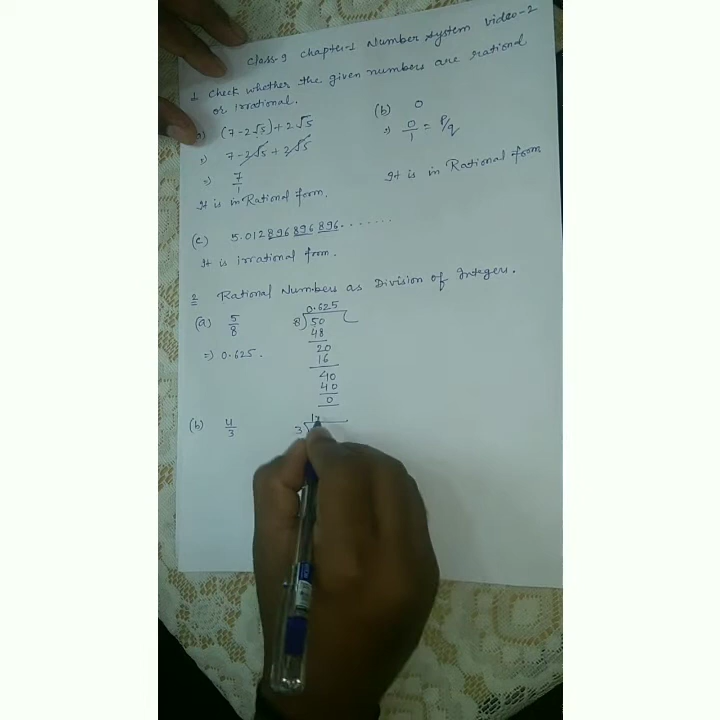 Class-9 Chapter-1 Number System Video-2
1 Check whether the given numbers are rational
or Irrational.
(7-2√5)+2√5
⇒ 7-2√5+2√5
⇒ 7/1
It is in Rational form.
(b) 0
⇒ 0/1 = P/q
It is in Rational form
(c) 5.012896896896.......
It is irrational form.
2 Rational Numbers as Division of Integers.
(a) 5/8
⇒ 0.625.
0.625
8)50
48
20
16
40
40
0
(b) 4/3
3)